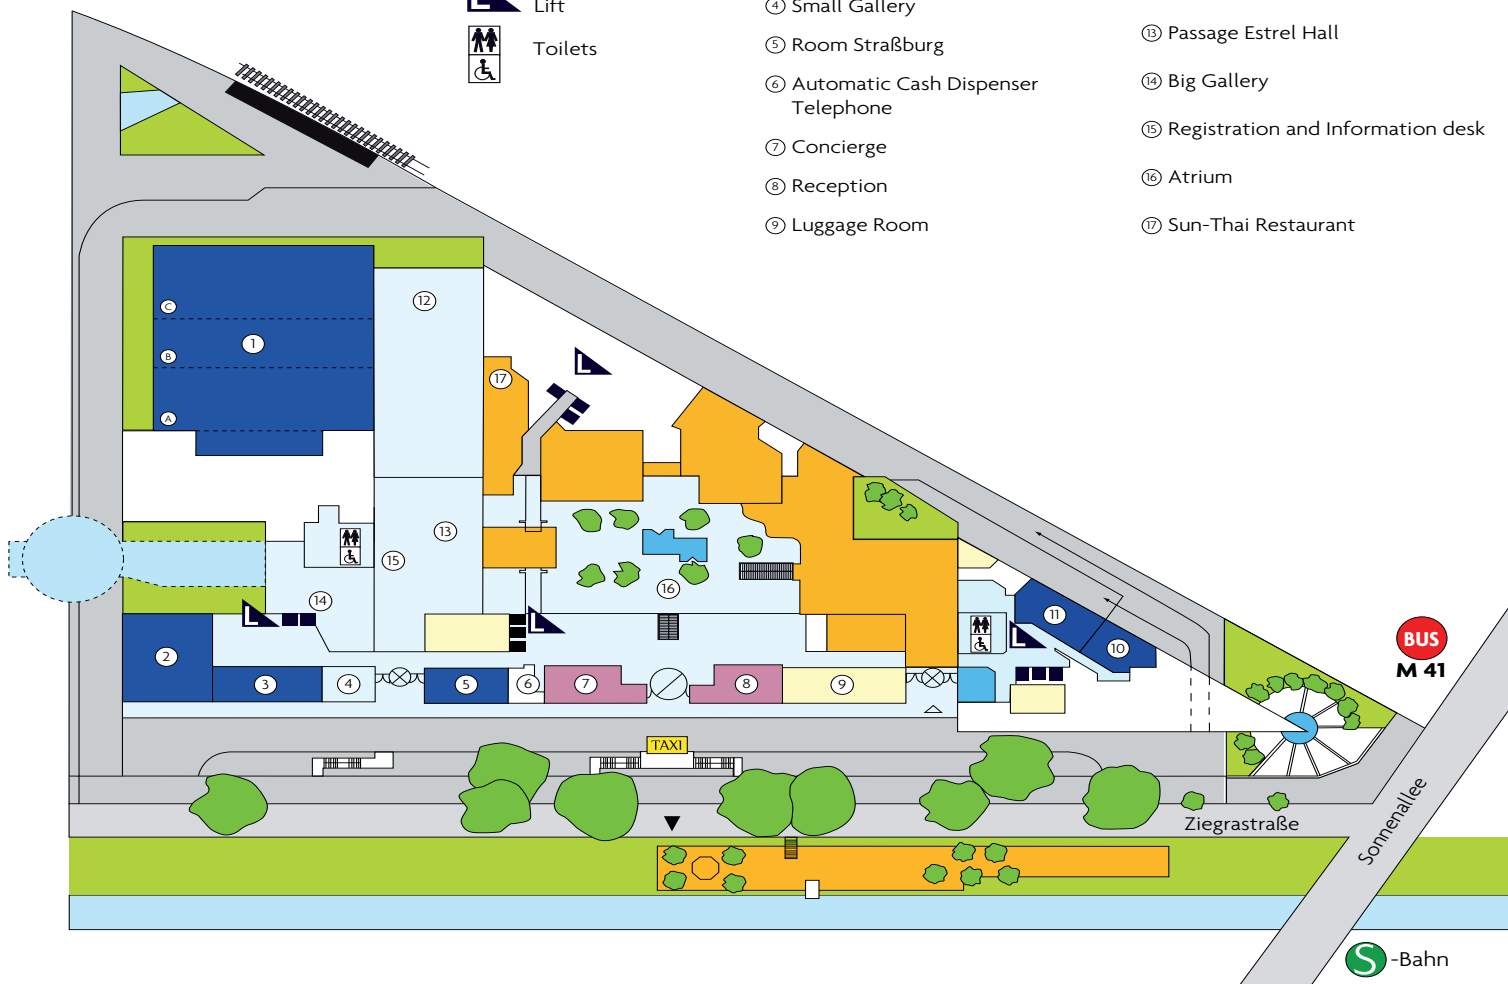 L Lift
Toilets
④ Small Gallery
⑤ Room Straßburg
⑥ Automatic Cash Dispenser
Telephone
⑦ Concierge
⑧ Reception
⑨ Luggage Room
⑬ Passage Estrel Hall
⑭ Big Gallery
⑮ Registration and Information desk
⑯ Atrium
⑰ Sun-Thai Restaurant
12
C
1
B
A
17
L
13
15
16
14
L
L
11
L
10
2
3
4
5
6
7
8
9
BUS
M 41
TAXI
Ziegrastraße
Sonnenallee
S -Bahn